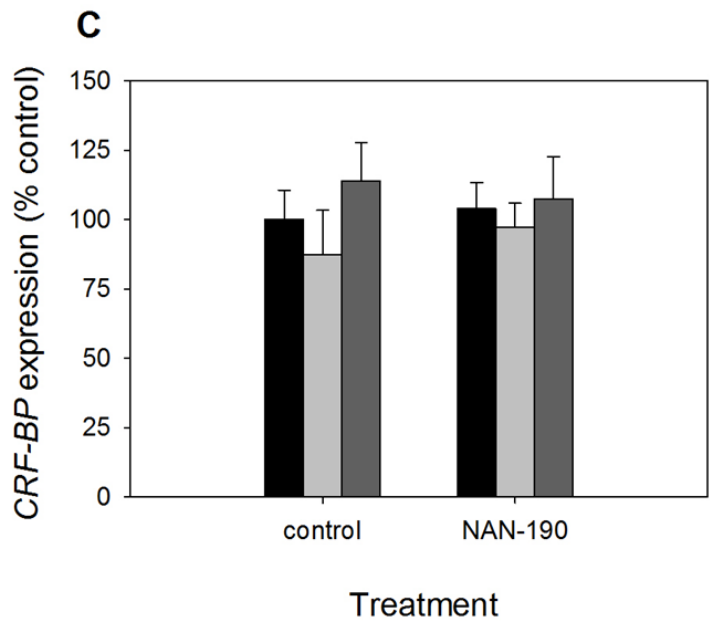 C
CRF-BP expression (% control)
150
125
100
75
50
25
0
control NAN-190
Treatment